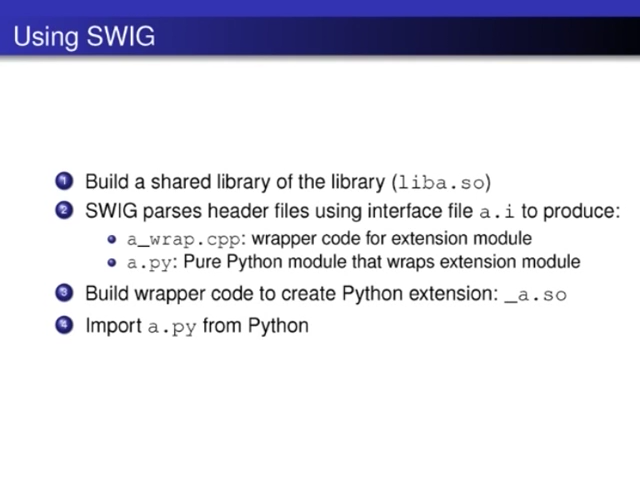 Using SWIG
1 Build a shared library of the library (liba.so)
2 SWIG parses header files using interface file a.i to produce:
a_wrap.cpp: wrapper code for extension module
a.py: Pure Python module that wraps extension module
3 Build wrapper code to create Python extension: _a.so
4 Import a.py from Python